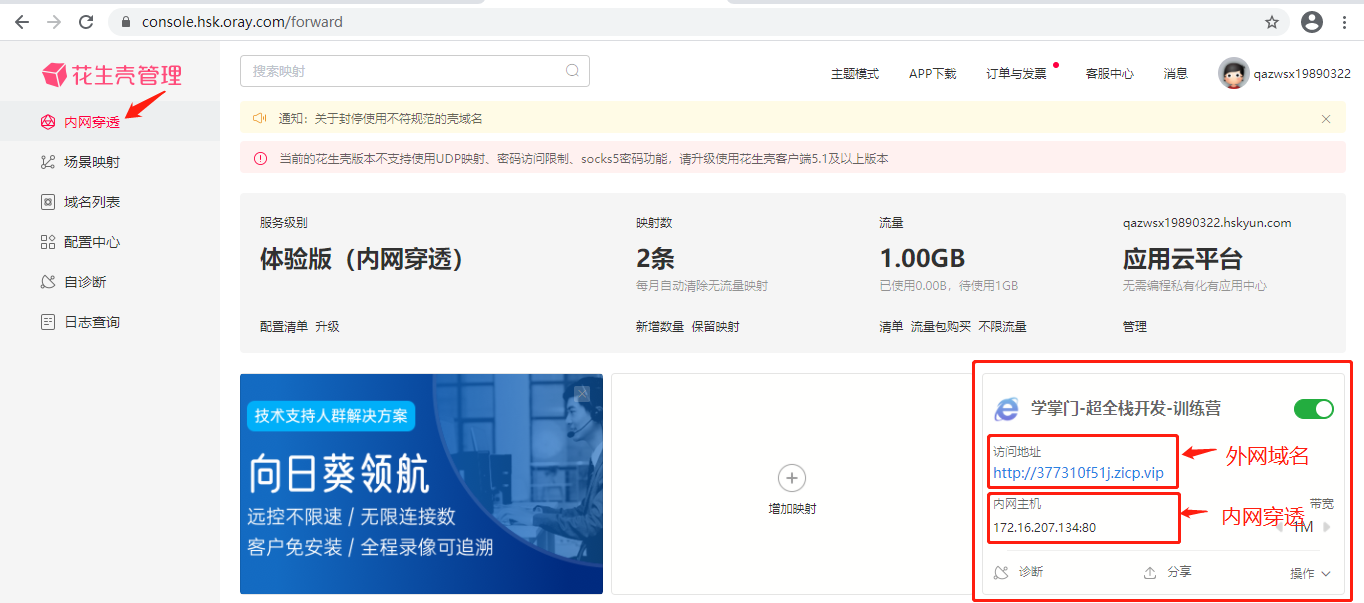 console.hsk.oray.com/forward
花生壳管理
搜索映射
主题模式 APP下载 订单与发票 客服中心 消息 qazwsx19890322
内网穿透
场景映射
域名列表
配置中心
自诊断
日志查询
通知：关于封停使用不符规范的壳域名
当前的花生壳版本不支持使用UDP映射、密码访问限制、socks5密码功能，请升级使用花生壳客户端5.1及以上版本
服务级别 映射数 流量 qazwsx19890322.hskyun.com
体验版（内网穿透） 2条 1.00GB 应用云平台
每月自动清除无流量映射 已使用0.00B，待使用1GB 无需编程私有化有应用中心
配置清单 升级 新增数量 保留映射 清单 流量包购买 不限流量 管理
技术支持人群解决方案
向日葵领航
远控不限速 / 无限连接数
客户免安装 / 全程录像可追溯
增加映射
学掌门-超全栈开发-训练营
访问地址
http://377310f51j.zicp.vip
外网域名
内网主机 带宽
172.16.207.134:80 1M
内网穿透
诊断 分享 操作